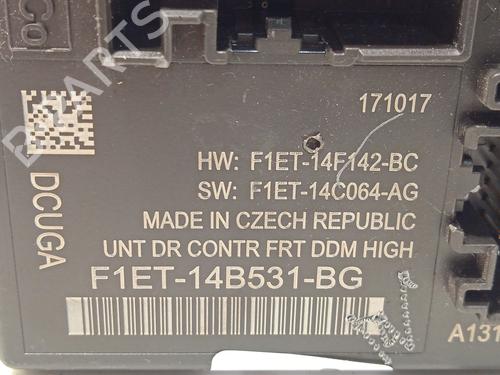 Co
171017
HW: F1ET-14F142-BC
SW: F1ET-14C064-AG
MADE IN CZECH REPUBLIC
UNT DR CONTR FRT DDM HIGH
F1ET-14B531-BG
DCUGA
A131